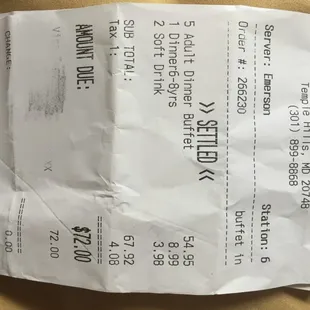 Temple Hills, MD 20748
(301) 899-8868
Server: Emerson Station: 6
Order #: 266230 buffet in
>> SETTLED <<
5 Adult Dinner Buffet 54.95
1 Dinner6-8yrs 8.99
2 Soft Drink 3.98
SUB TOTAL: 67.92
Tax 1: 4.08
AMOUNT DUE: $72.00
72.00
CHANGE: 0.00